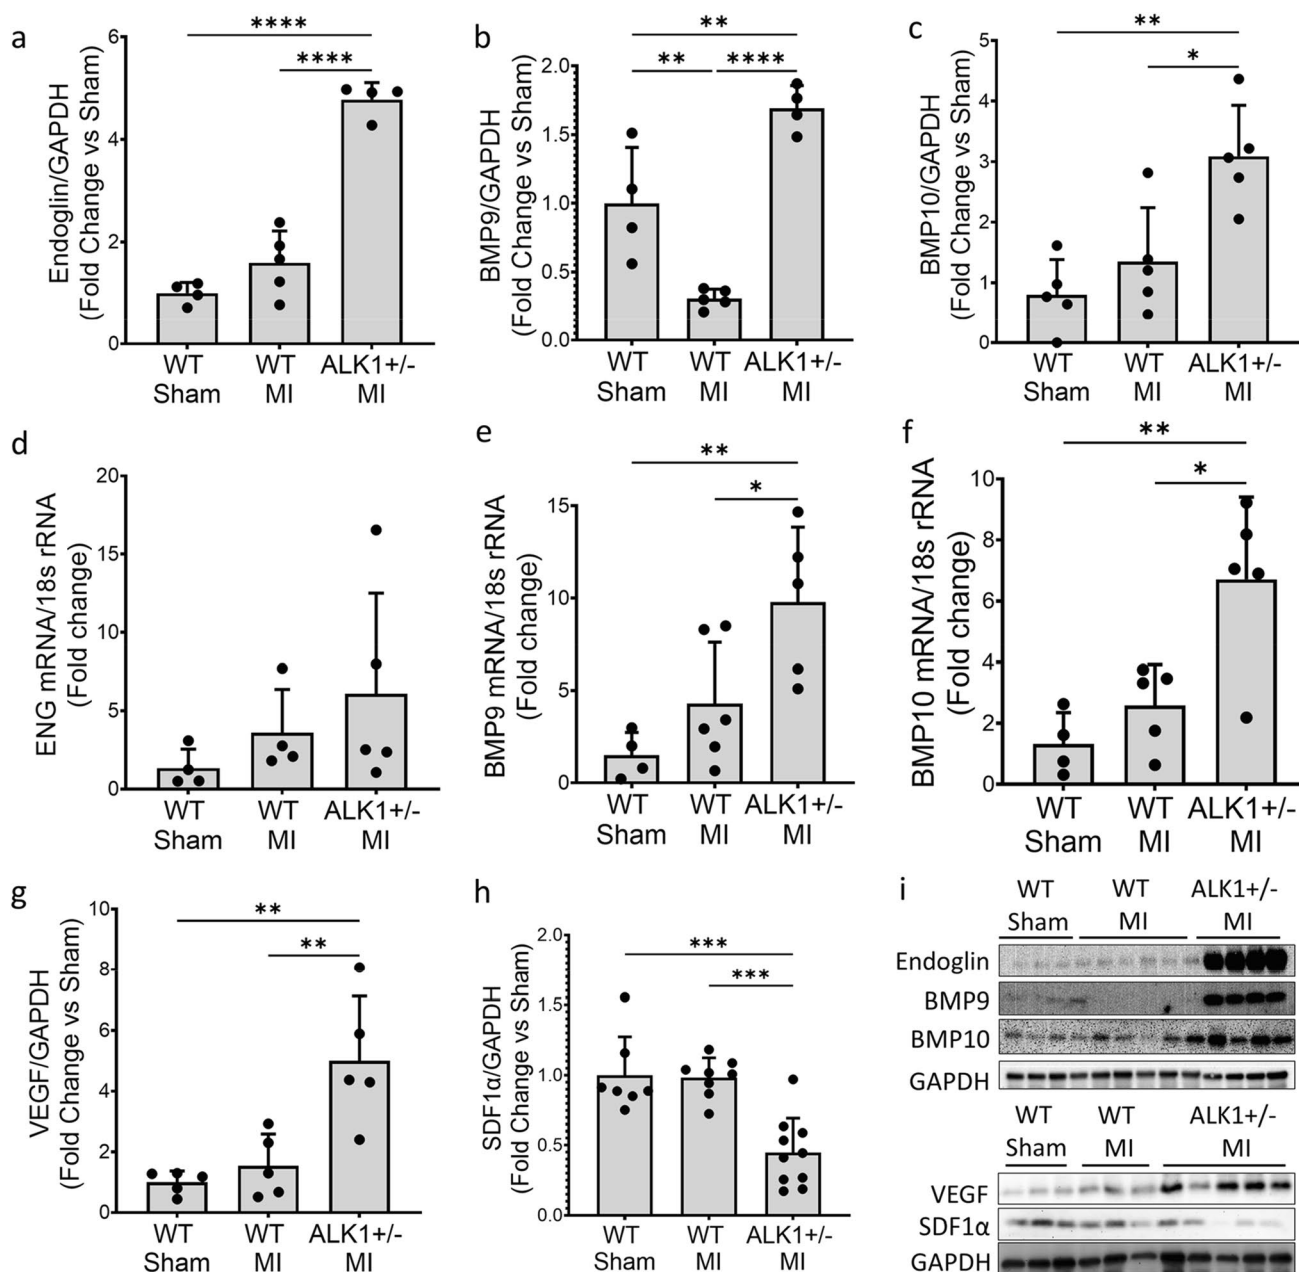 a
Endoglin/GAPDH
(Fold Change vs Sham)
6
4
2
0
****
****
WT
Sham
WT
MI
ALK1+/-
MI
b
BMP9/GAPDH
(Fold Change vs Sham)
2.0
1.5
1.0
0.5
0.0
**
**
****
WT
Sham
WT
MI
ALK1+/-
MI
c
BMP10/GAPDH
(Fold Change vs Sham)
5
4
3
2
1
0
**
*
WT
Sham
WT
MI
ALK1+/-
MI
d
ENG mRNA/18s rRNA
(Fold change)
20
15
10
5
0
WT
Sham
WT
MI
ALK1+/-
MI
e
BMP9 mRNA/18s rRNA
(Fold change)
15
10
5
0
**
*
WT
Sham
WT
MI
ALK1+/-
MI
f
BMP10 mRNA/18s rRNA
(Fold change)
10
8
6
4
2
0
**
*
WT
Sham
WT
MI
ALK1+/-
MI
g
VEGF/GAPDH
(Fold Change vs Sham)
10
8
6
4
2
0
**
**
WT
Sham
WT
MI
ALK1+/-
MI
h
SDF1α/GAPDH
(Fold Change vs Sham)
2.0
1.5
1.0
0.5
0.0
***
***
WT
Sham
WT
MI
ALK1+/-
MI
i
WT
Sham
WT
MI
ALK1+/-
MI
Endoglin
BMP9
BMP10
GAPDH
WT
Sham
WT
MI
ALK1+/-
MI
VEGF
SDF1α
GAPDH